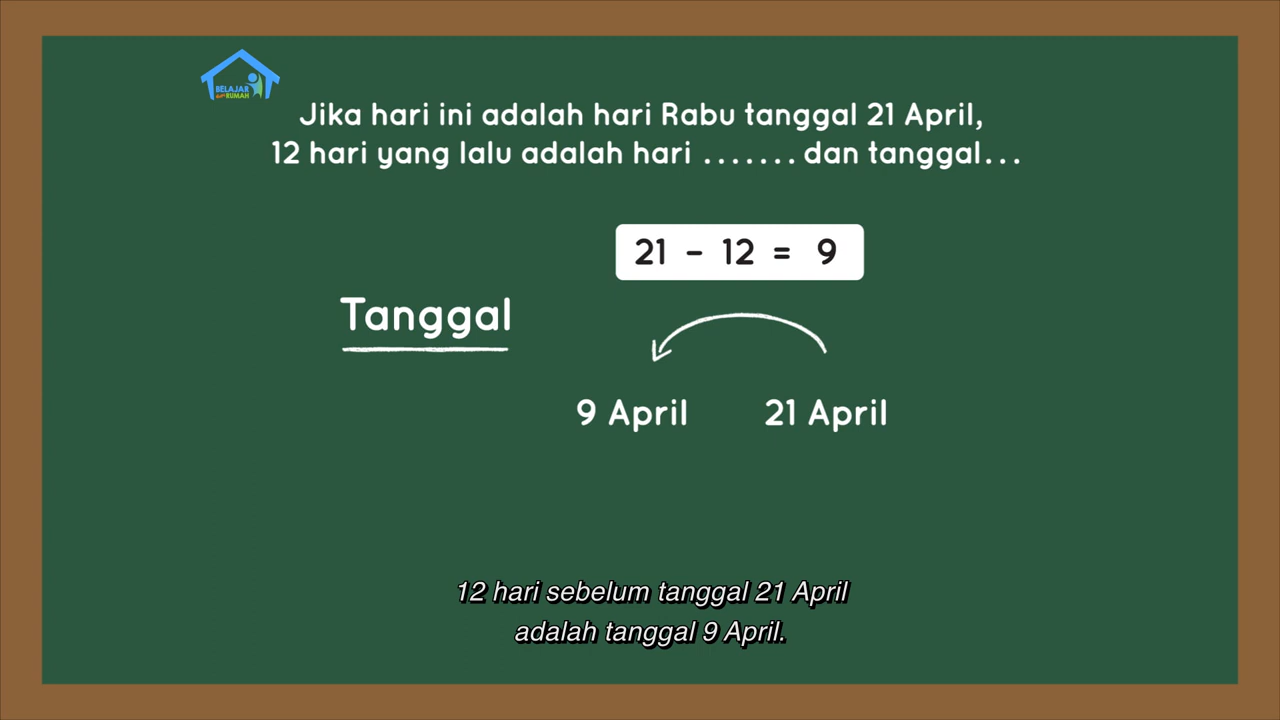 BELAJAR
dari RUMAH
Jika hari ini adalah hari Rabu tanggal 21 April,
12 hari yang lalu adalah hari ....... dan tanggal...
21 - 12 = 9
Tanggal
9 April 21 April
12 hari sebelum tanggal 21 April
adalah tanggal 9 April.